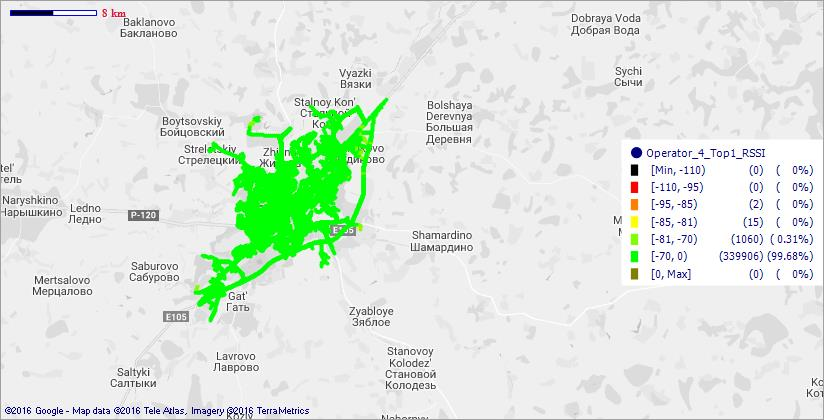 8 km
Baklanovo
Бакланово
Dobraya Voda
Добрая Вода
Vyazki
Вязки
Sychi
Сычи
Stalnoy Kon'
Bolshaya
Derevnya
Большая
Деревня
Boytsovskiy
Бойцовский
Streletskiy
Стрелецкий
Naryshkino
Нарышкино
Ledno
Ледно
P-120
E105
Shamardino
Шамардино
Saburovo
Сабурово
Mertsalovo
Мерцалово
Gat'
Гать
E105
Zyabloye
Зяблое
Lavrovo
Лаврово
Stanovoy
Kolodez'
Становой
Колодезь
Saltyki
Салтыки
Operator_4_Top1_RSSI
[Min, -110) (0) ( 0%)
[-110, -95) (0) ( 0%)
[-95, -85) (2) ( 0%)
[-85, -81) (15) ( 0%)
[-81, -70) (1060) ( 0.31%)
[-70, 0) (339906) (99.68%)
[0, Max] (0) ( 0%)
©2016 Google - Map data ©2016 Tele Atlas, Imagery ©2016 TerraMetrics